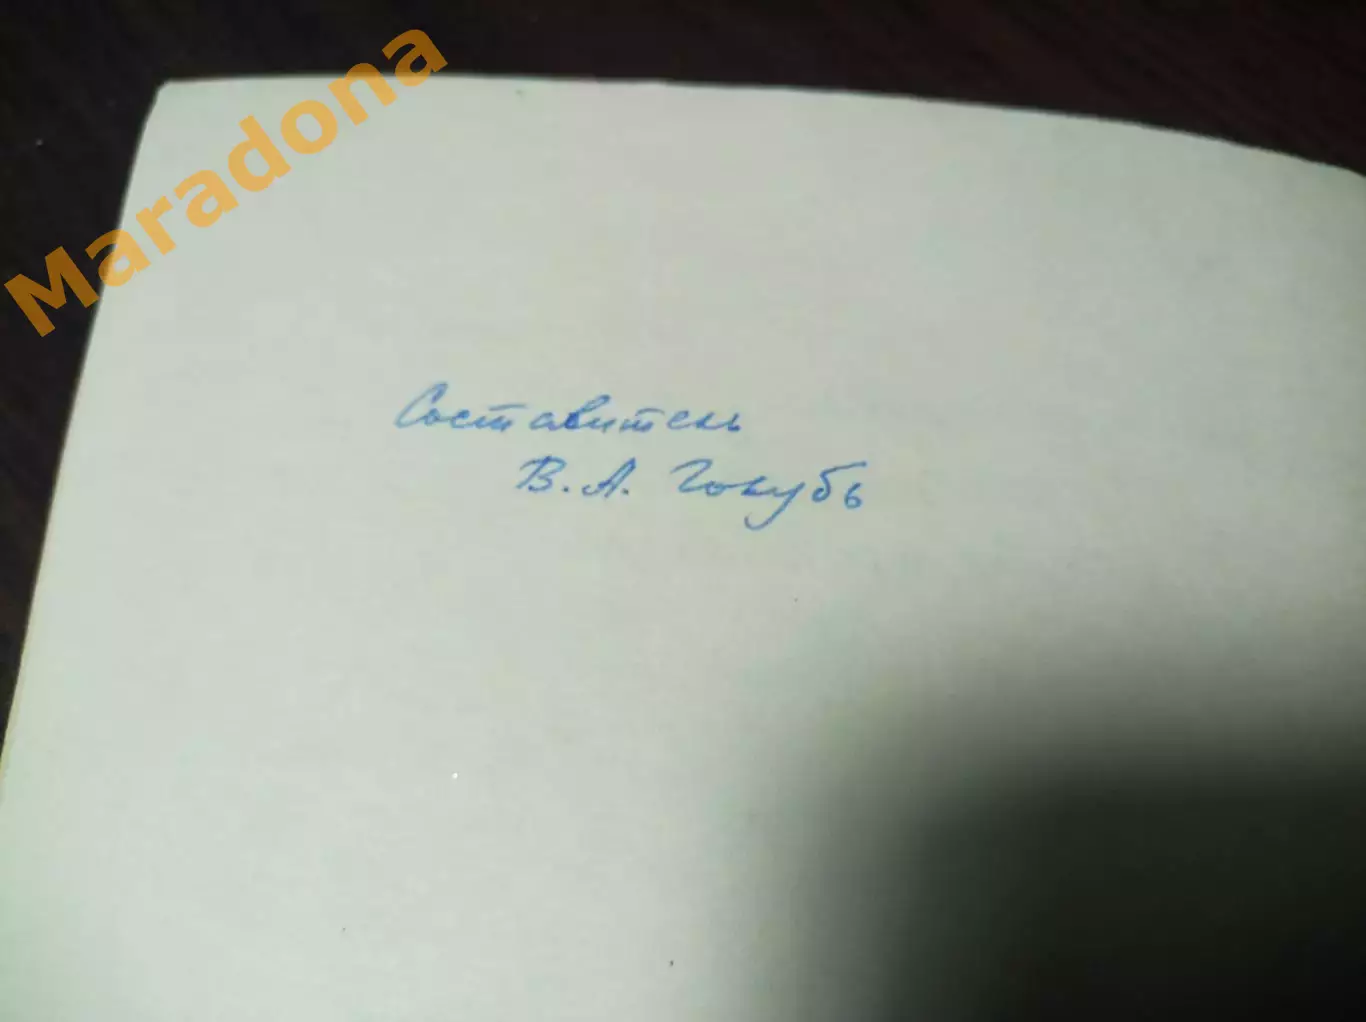 Maradona
Составитель
В.А. Голубь